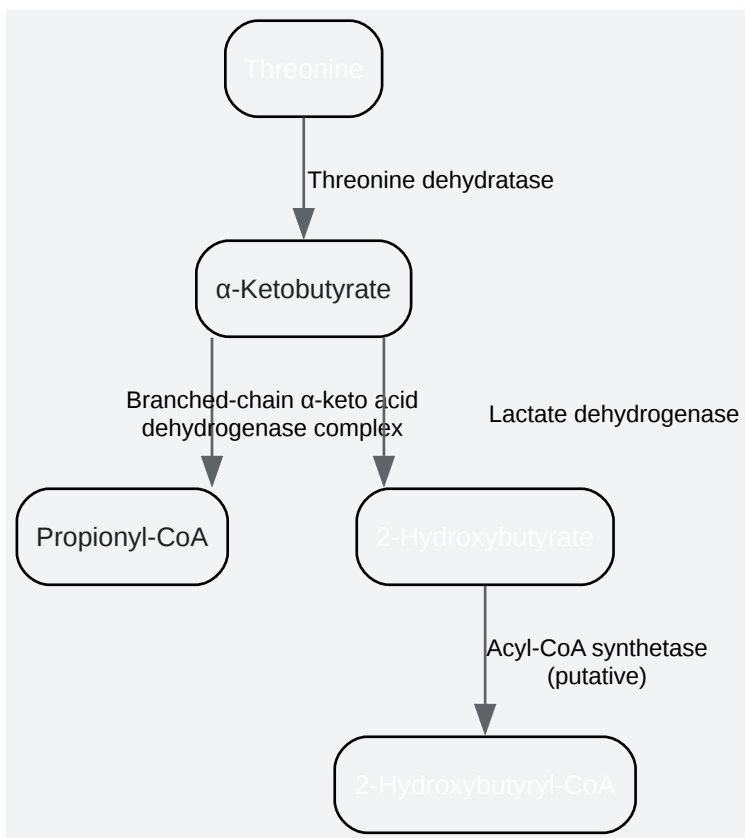 Threonine
Threonine dehydratase
α-Ketobutyrate
Branched-chain α-keto acid
dehydrogenase complex
Lactate dehydrogenase
Propionyl-CoA
2-Hydroxybutyrate
Acyl-CoA synthetase
(putative)
2-Hydroxybutyryl-CoA